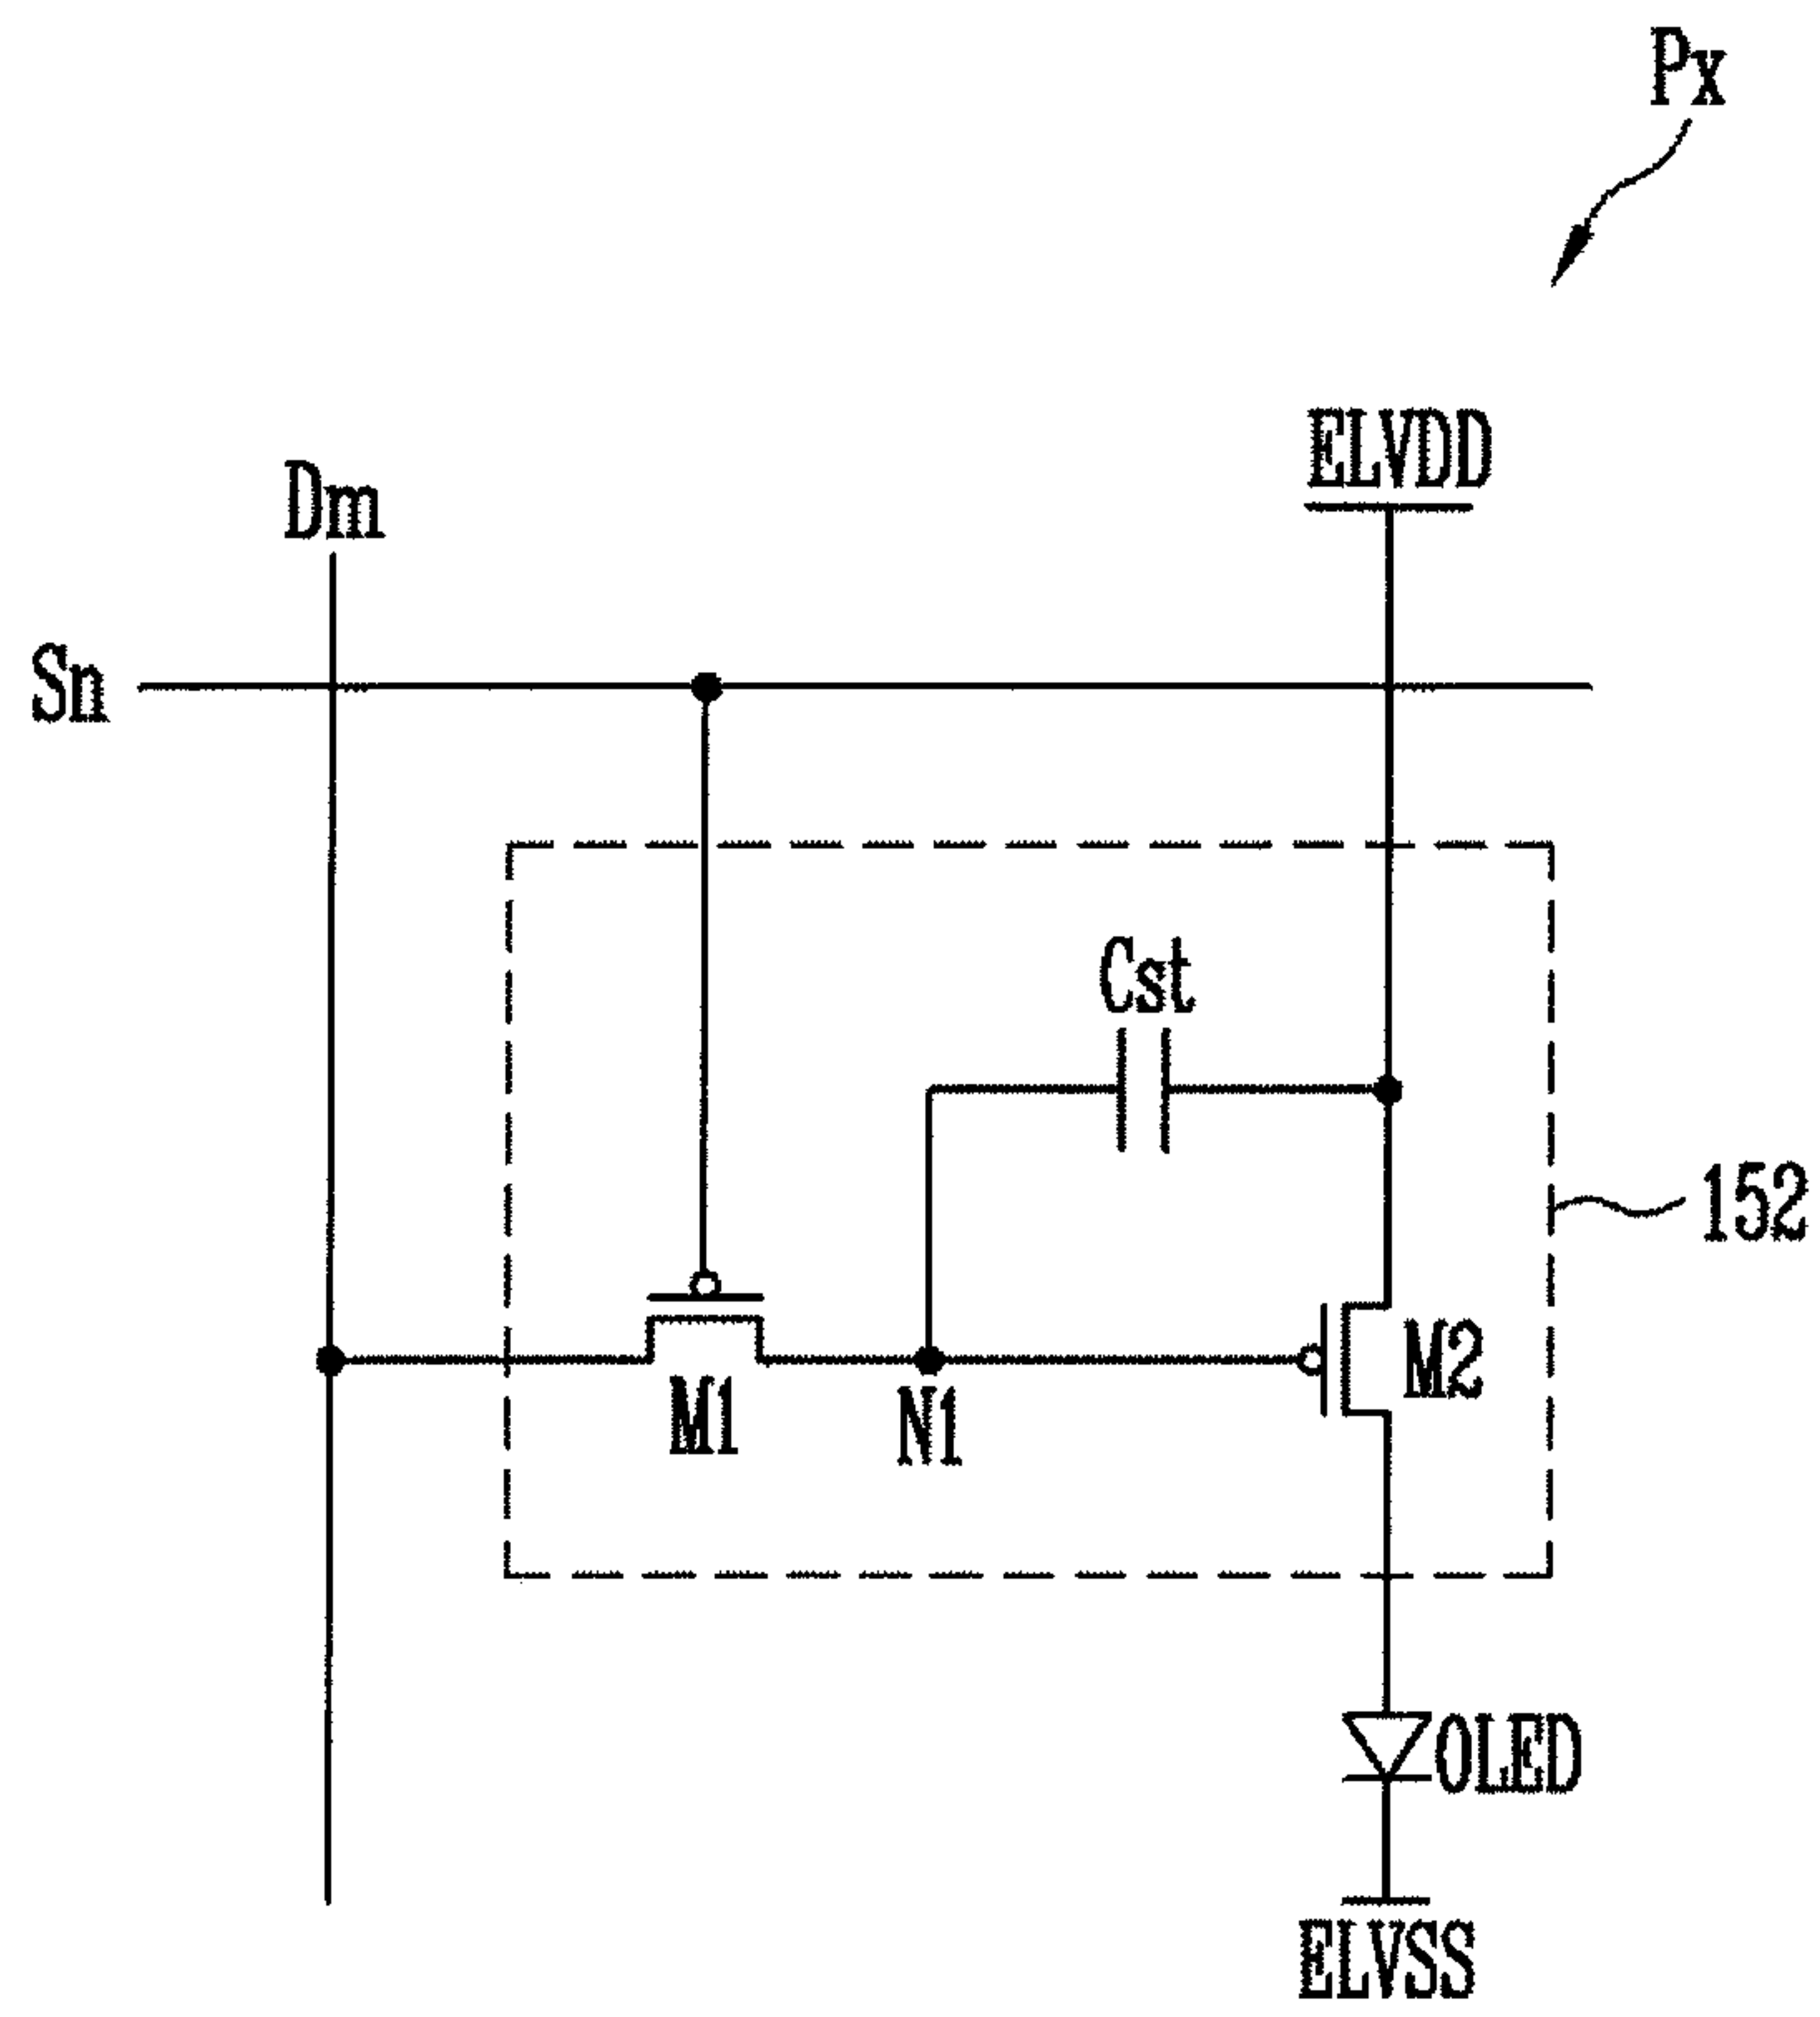 Px
ELVDD
Dm
Sn
Cst
152
M2
M1
N1
OLED
ELVSS